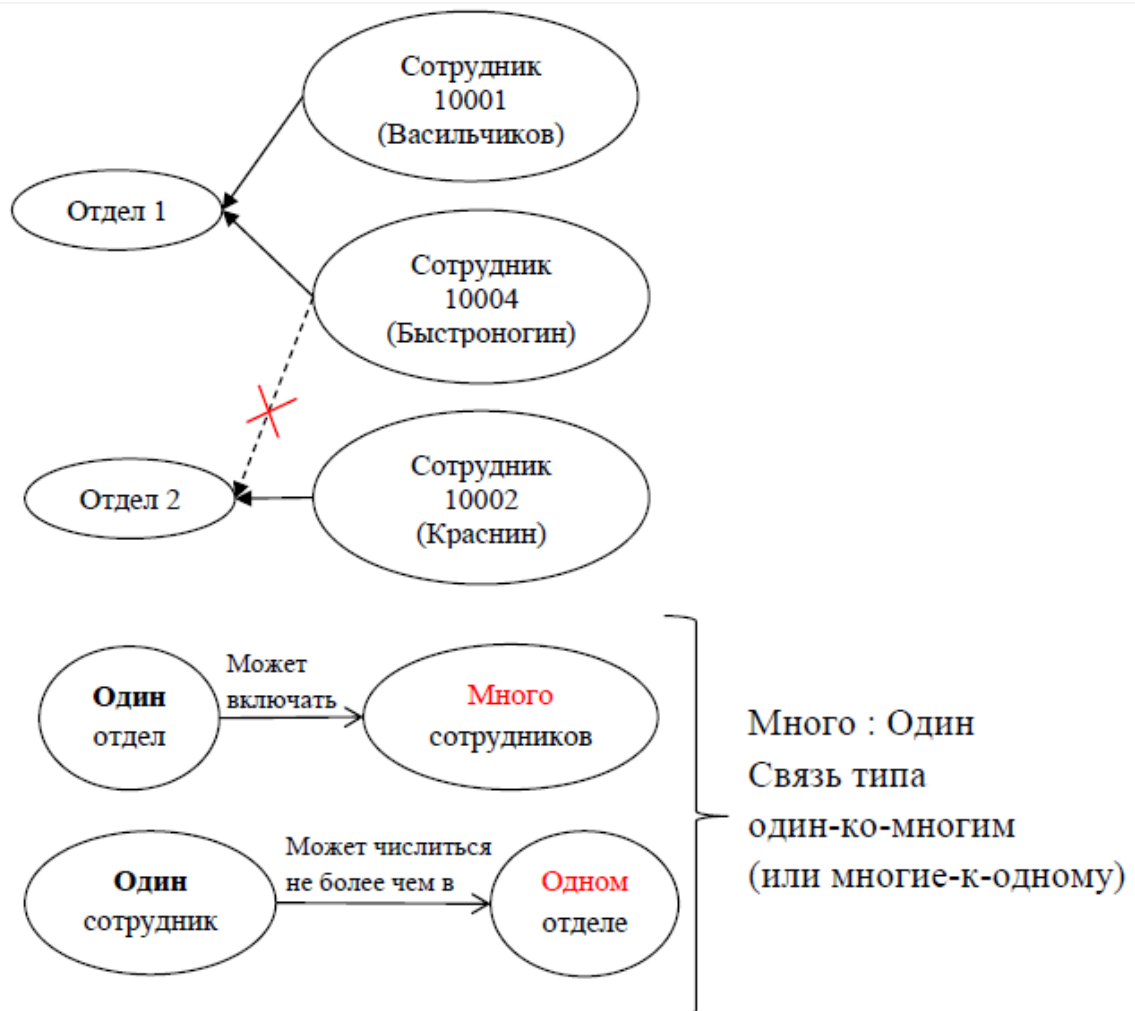 Сотрудник
10001
(Васильчиков)
Отдел 1
Сотрудник
10004
(Быстроногин)
Отдел 2
Сотрудник
10002
(Краснин)
Один
отдел
Может
включать
Много
сотрудников
Один
сотрудник
Может числиться
не более чем в
Одном
отделе
Много : Один
Связь типа
один-ко-многим
(или многие-к-одному)